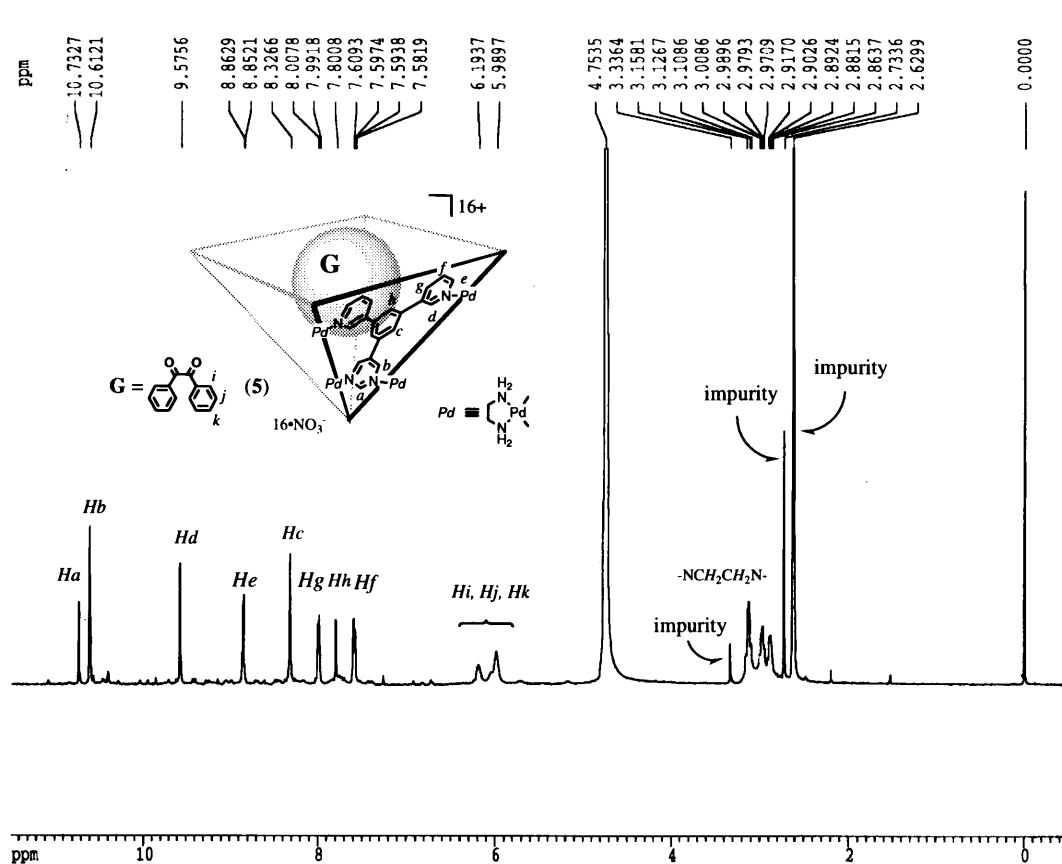 ppm
10.7327
10.6121
9.5756
8.8629
8.8521
8.3266
8.0078
7.9918
7.8008
7.6093
7.5974
7.5938
7.5819
6.1937
5.9897
4.7535
3.3364
3.1581
3.1267
3.1086
3.0086
2.9896
2.9793
2.9709
2.9170
2.9026
2.8924
2.8815
2.8637
2.7336
2.6299
0.0000
16+
G
f
e
g
N Pd
h
d
Pd N
c
b
Pd N N Pd
a
G = O O i j k (5)
16•NO3-
Pd ≡ H2 N Pd N H2
impurity
impurity
Ha
Hb
Hd
He
Hc
Hg Hh Hf
Hi, Hj, Hk
-NCH2CH2N-
impurity
ppm 10 8 6 4 2 0